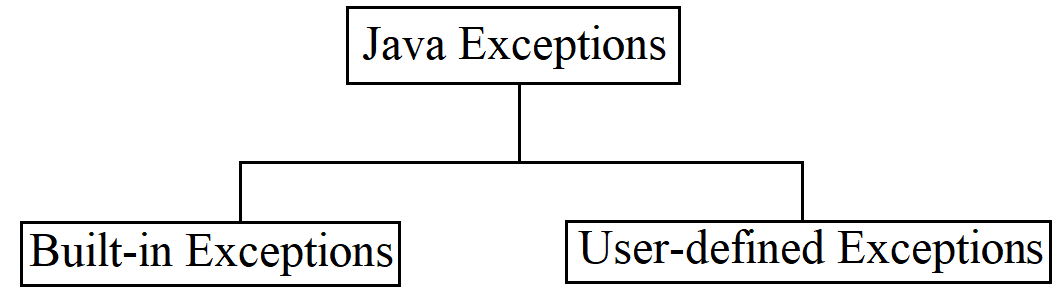 Java Exceptions
Built-in Exceptions
User-defined Exceptions